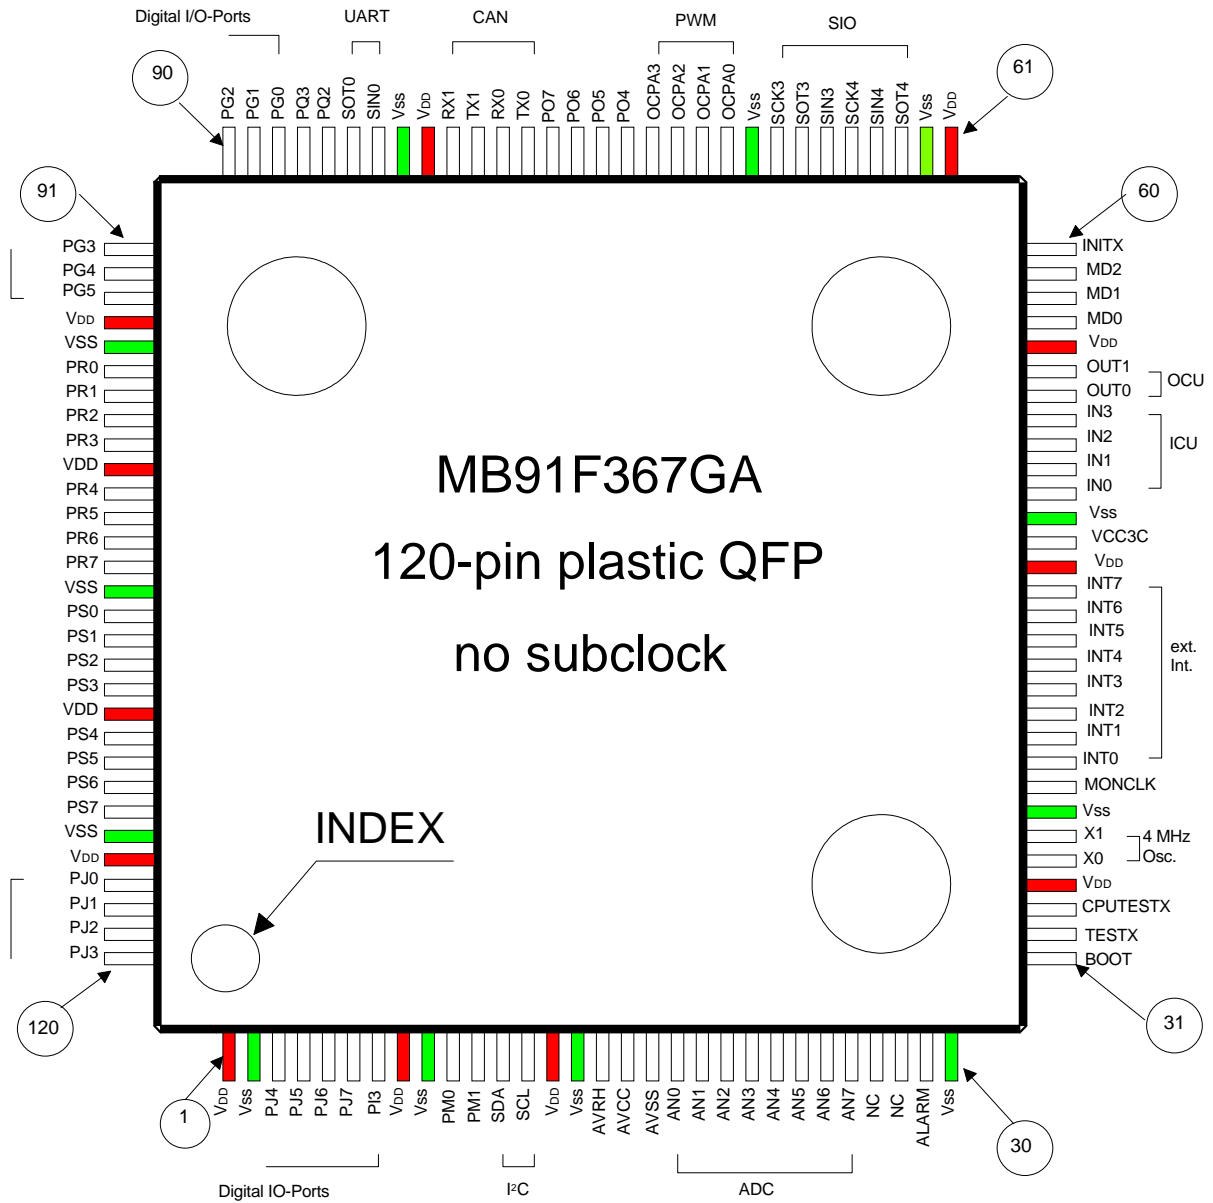 Digital I/O-Ports
UART
CAN
PWM
SIO
90
61
PG2
PG1
PG0
PQ3
PQ2
SOT0
SIN0
Vss
VDD
RX1
TX1
RX0
TX0
PO7
PO6
PO5
PO4
OCPA3
OCPA2
OCPA1
OCPA0
Vss
SCK3
SOT3
SIN3
SCK4
SIN4
SOT4
Vss
VDD
91
PG3
PG4
PG5
VDD
VSS
PR0
PR1
PR2
PR3
VDD
PR4
PR5
PR6
PR7
VSS
PS0
PS1
PS2
PS3
VDD
PS4
PS5
PS6
PS7
VSS
VDD
PJ0
PJ1
PJ2
PJ3
120
MB91F367GA
120-pin plastic QFP
no subclock
INDEX
60
INITX
MD2
MD1
MD0
VDD
OUT1
OUT0
OCU
IN3
IN2
IN1
IN0
ICU
Vss
VCC3C
VDD
INT7
INT6
INT5
INT4
INT3
INT2
INT1
INT0
ext.
Int.
MONCLK
Vss
X1
X0
4 MHz
Osc.
VDD
CPUTESTX
TESTX
BOOT
31
1
VDD
Vss
PJ4
PJ5
PJ6
PJ7
PI3
VDD
Vss
PM0
PM1
SDA
SCL
VDD
Vss
AVRH
AVCC
AVSS
AN0
AN1
AN2
AN3
AN4
AN5
AN6
AN7
NC
NC
ALARM
Vss
30
Digital IO-Ports
I²C
ADC